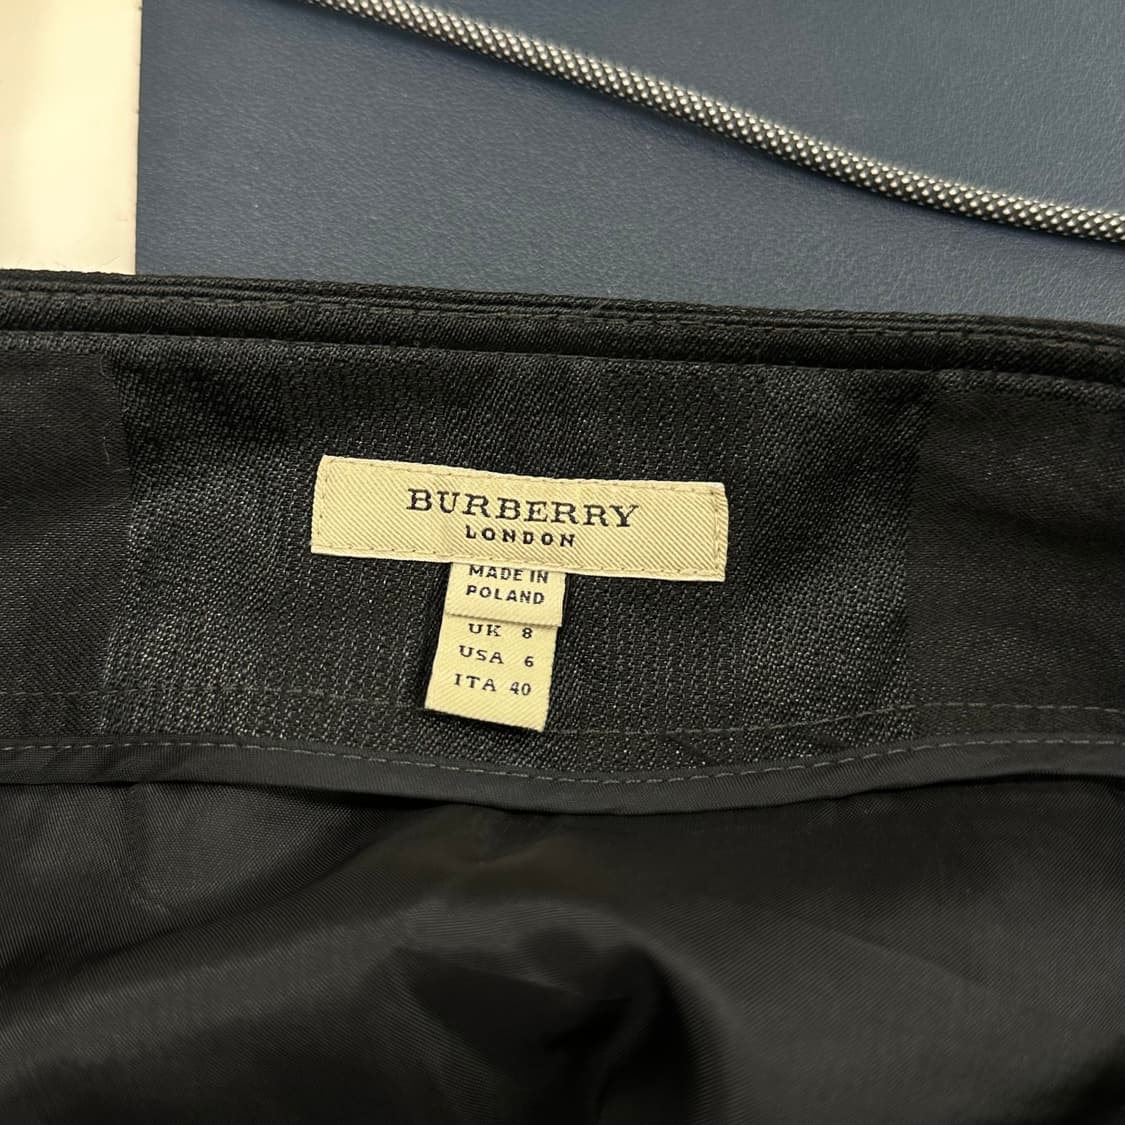 BURBERRY
LONDON
MADE IN
POLAND
UK 8
USA 6
ITA 40